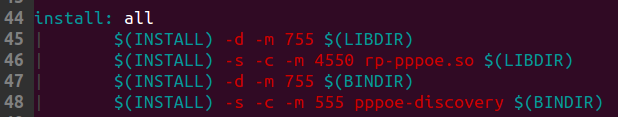 44 install: all
45 $(INSTALL) -d -m 755 $(LIBDIR)
46 $(INSTALL) -s -c -m 4550 rp-pppoe.so $(LIBDIR)
47 $(INSTALL) -d -m 755 $(BINDIR)
48 $(INSTALL) -s -c -m 555 pppoe-discovery $(BINDIR)